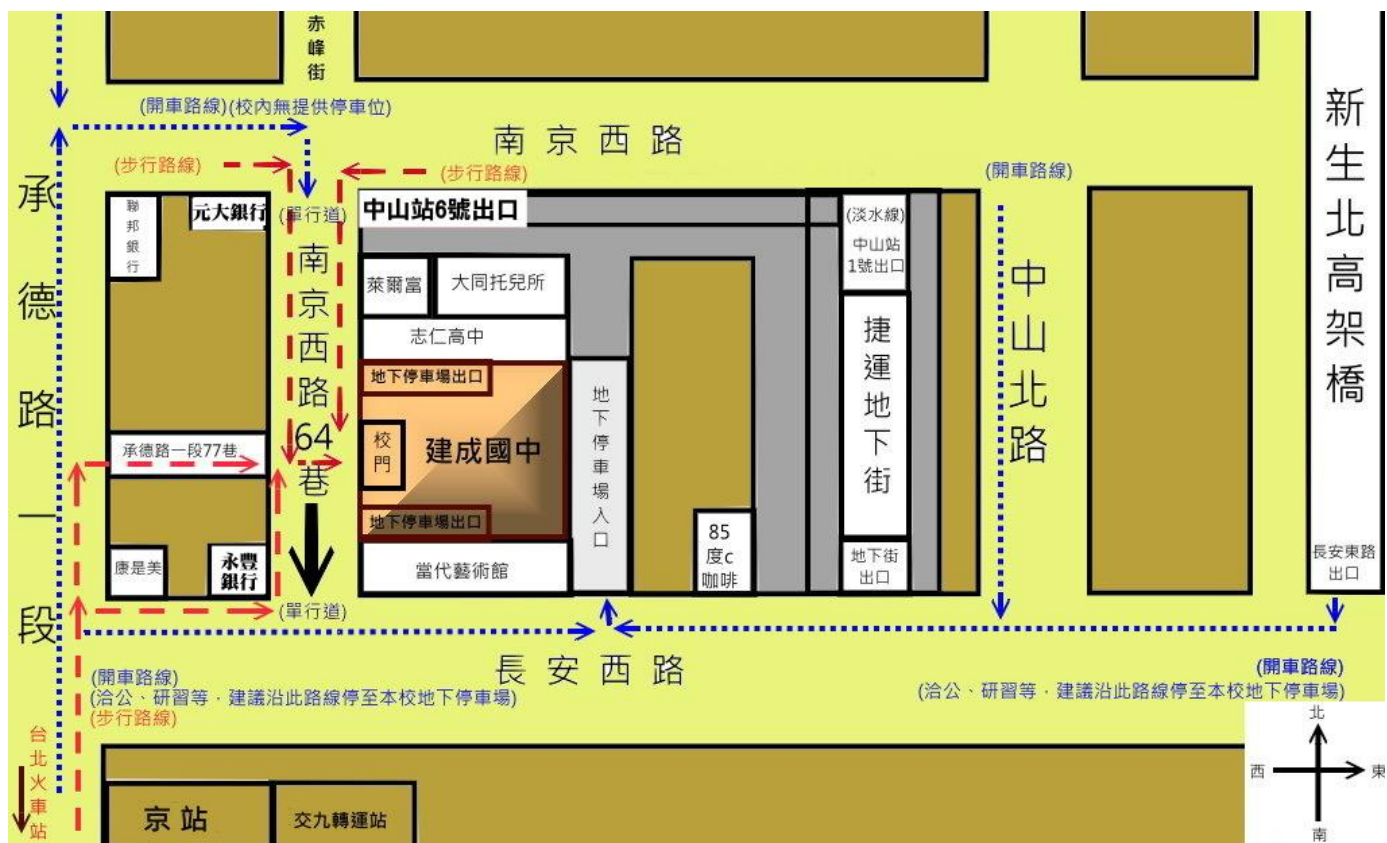 赤峰街
(開車路線)(校內無提供停車位)
南京西路
新生北高架橋
承德路一段
(步行路線)
(步行路線)
(開車路線)
聯邦銀行
元大銀行
(單行道)
中山站6號出口
(淡水線)
中山站
1號出口
南京西路64巷
萊爾富
大同托兒所
中山北路
志仁高中
捷運地下街
地下停車場出口
地下停車場入口
校門
建成國中
承德路一段77巷
地下停車場出口
85
度c
咖啡
康是美
永豐
銀行
當代藝術館
地下街
出口
長安東路
出口
(單行道)
長安西路
(開車路線)
(洽公、研習等,建議沿此路線停至本校地下停車場)
(步行路線)
(開車路線)
(洽公、研習等,建議沿此路線停至本校地下停車場)
台北火車站
京站
交九轉運站
北
西
東
南